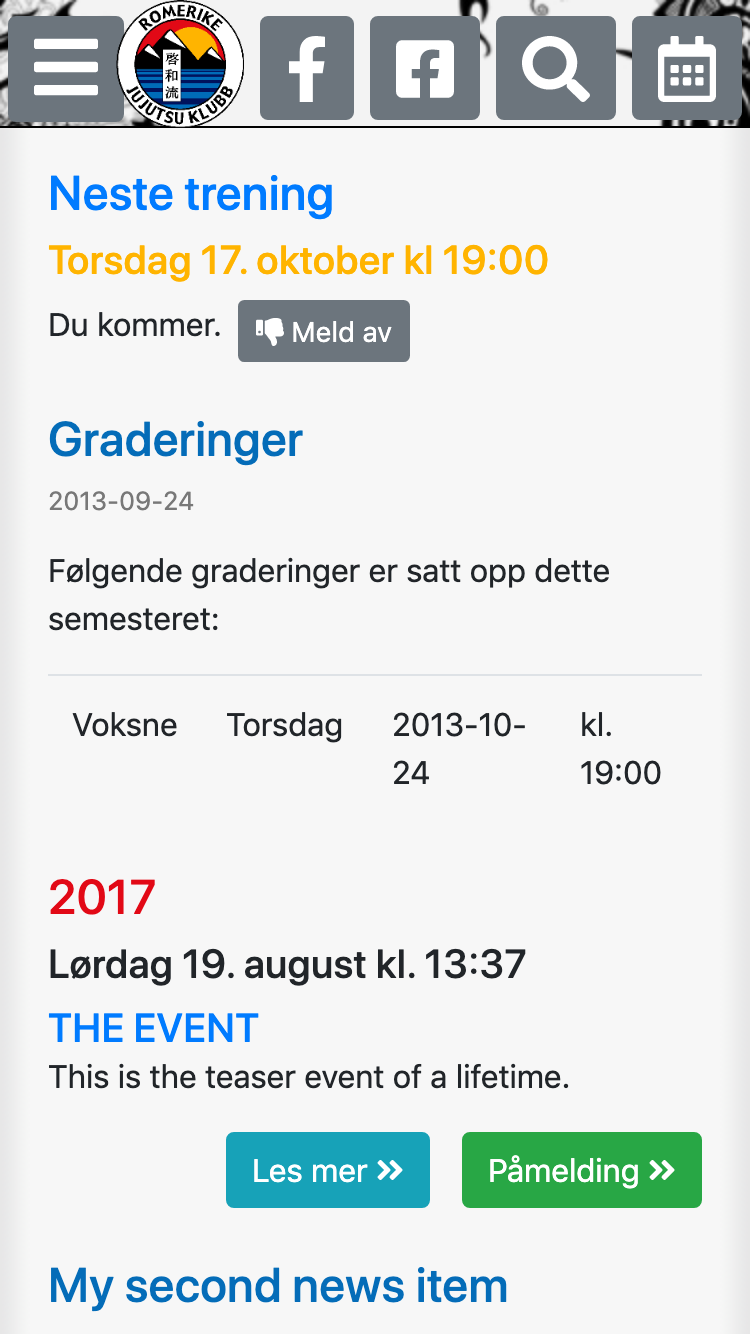 ROMERIKE
啓和流
JUJUTSU KLUBB
Neste trening
Torsdag 17. oktober kl 19:00
Du kommer. Meld av
Graderinger
2013-09-24
Følgende graderinger er satt opp dette
semesteret:
Voksne Torsdag 2013-10- kl.
24 19:00
2017
Lørdag 19. august kl. 13:37
THE EVENT
This is the teaser event of a lifetime.
Les mer Påmelding
My second news item